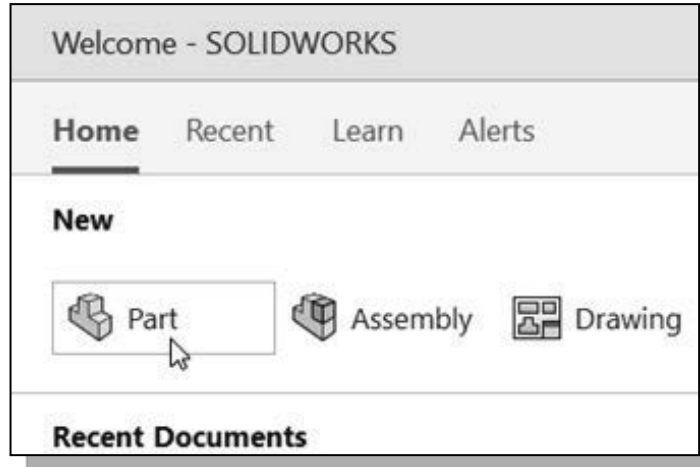 Welcome - SOLIDWORKS
Home Recent Learn Alerts
New
Part Assembly Drawing
Recent Documents